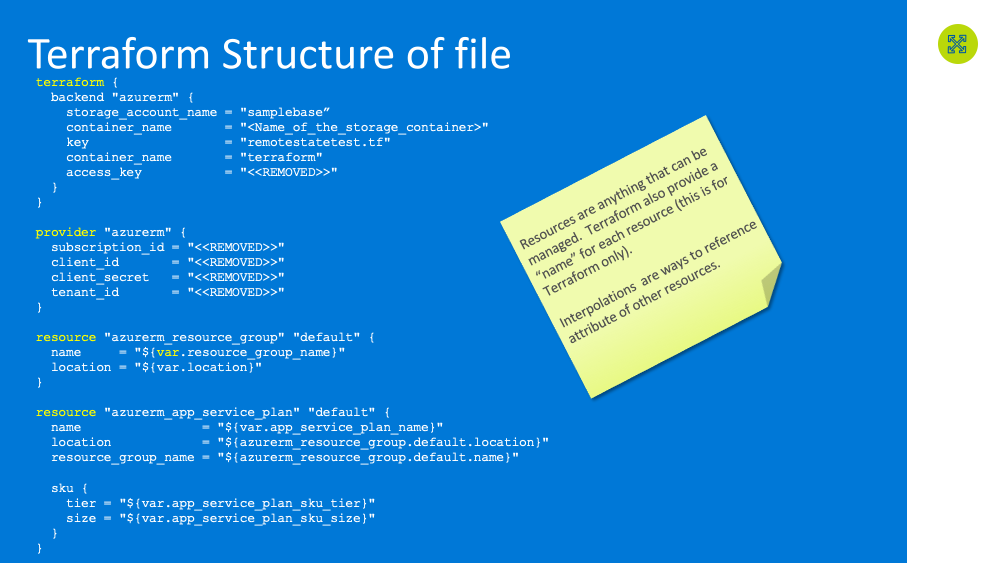 Terraform Structure of file
terraform {
  backend "azurerm" {
    storage_account_name = "samplebase”
    container_name       = "<Name_of_the_storage_container>"
    key                  = "remotestatetest.tf"
    container_name       = "terraform"
    access_key           = "<<REMOVED>>"
  }
}
provider "azurerm" {
  subscription_id = "<<REMOVED>>"
  client_id       = "<<REMOVED>>"
  client_secret   = "<<REMOVED>>"
  tenant_id       = "<<REMOVED>>"
}
resource "azurerm_resource_group" "default" {
  name     = "${var.resource_group_name}"
  location = "${var.location}"
}
resource "azurerm_app_service_plan" "default" {
  name                = "${var.app_service_plan_name}"
  location            = "${azurerm_resource_group.default.location}"
  resource_group_name = "${azurerm_resource_group.default.name}"
  sku {
    tier = "${var.app_service_plan_sku_tier}"
    size = "${var.app_service_plan_sku_size}"
  }
}
Resources are anything that can be
managed. Terraform also provide a
“name” for each resource (this is for
Terraform only).
Interpolations are ways to reference
attribute of other resources.